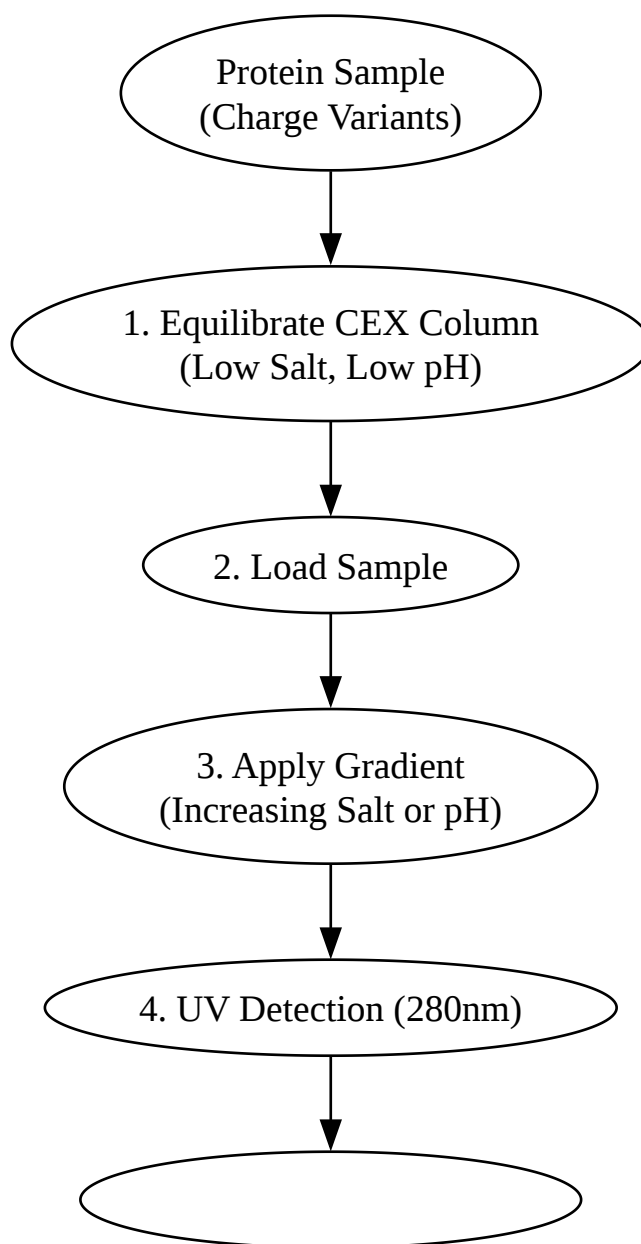 Protein Sample
(Charge Variants)
1. Equilibrate CEX Column
(Low Salt, Low pH)
2. Load Sample
3. Apply Gradient
(Increasing Salt or pH)
4. UV Detection (280nm)